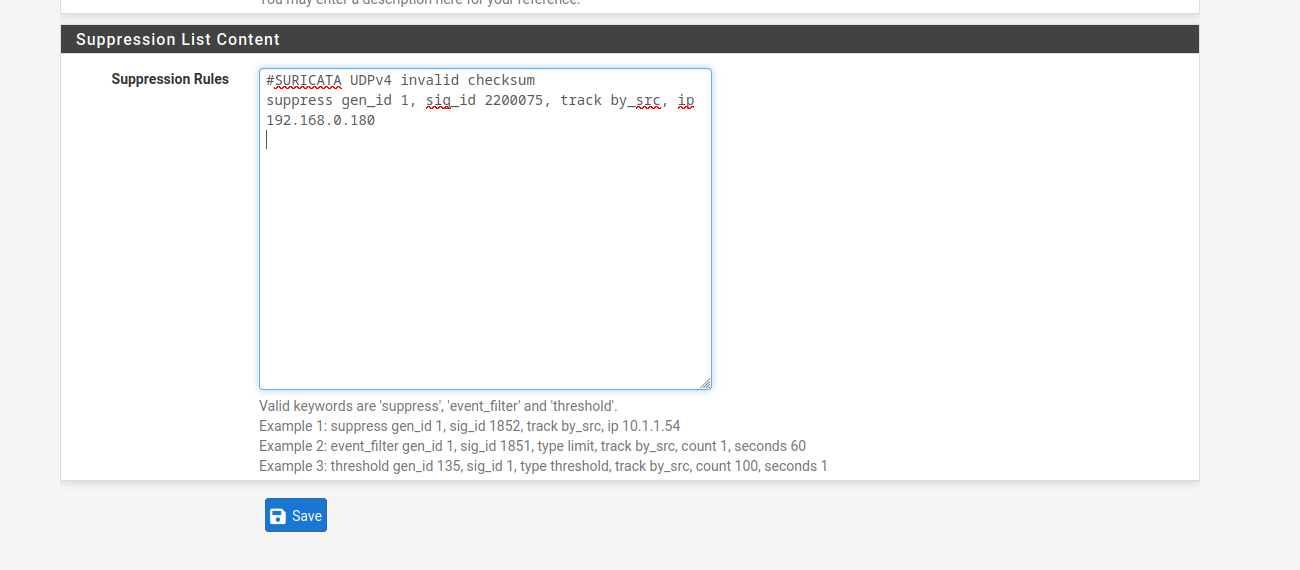 You may enter a description here for your reference.
Suppression List Content
Suppression Rules
#SURICATA UDPv4 invalid checksum
suppress gen_id 1, sig_id 2200075, track by_src, ip
192.168.0.180
Valid keywords are 'suppress', 'event_filter' and 'threshold'.
Example 1: suppress gen_id 1, sig_id 1852, track by_src, ip 10.1.1.54
Example 2: event_filter gen_id 1, sig_id 1851, type limit, track by_src, count 1, seconds 60
Example 3: threshold gen_id 135, sig_id 1, type threshold, track by_src, count 100, seconds 1
Save